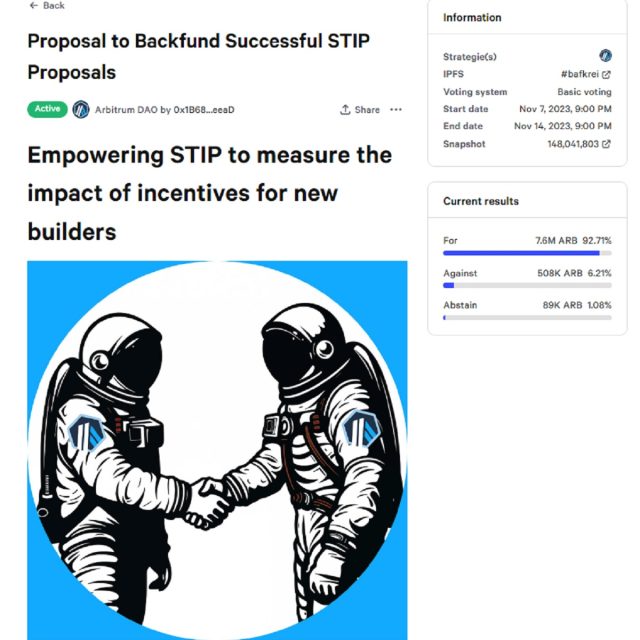 ← Back
Proposal to Backfund Successful STIP
Proposals
Active Arbitrum DAO by 0x1B68...eeaD Share ...
Empowering STIP to measure the
impact of incentives for new
builders
Information
Strategie(s)
IPFS #bafkrei
Voting system Basic voting
Start date Nov 7, 2023, 9:00 PM
End date Nov 14, 2023, 9:00 PM
Snapshot 148,041,803
Current results
For 7.6M ARB 92.71%
Against 508K ARB 6.21%
Abstain 89K ARB 1.08%